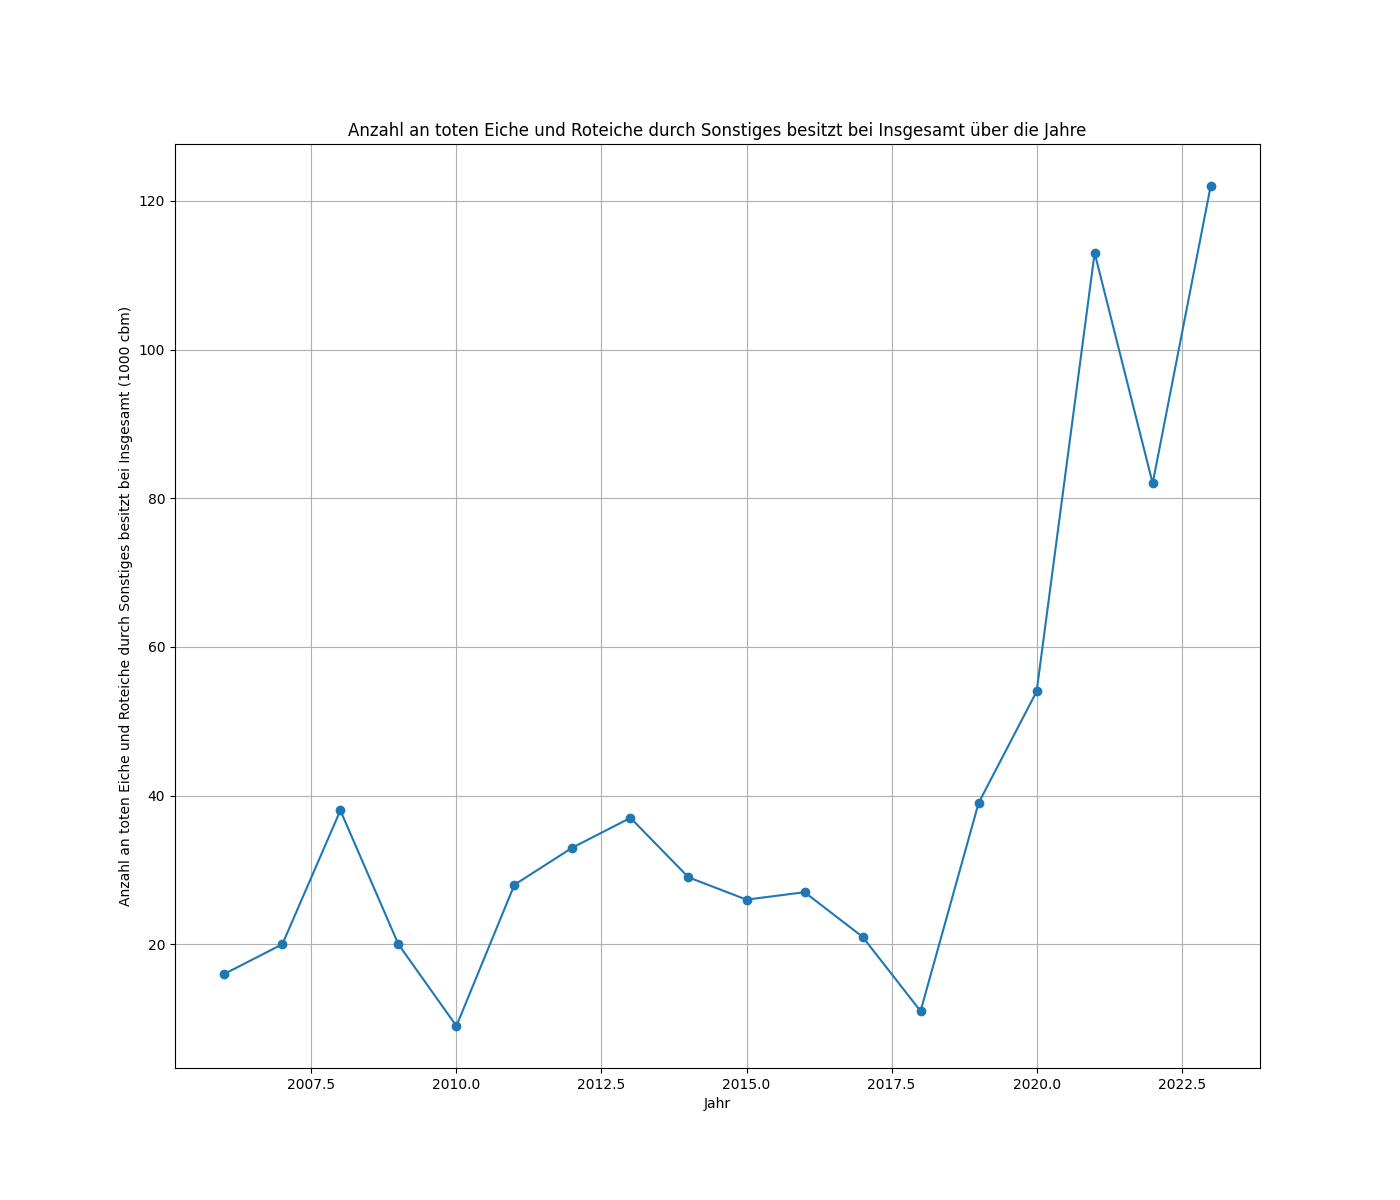 Anzahl an toten Eiche und Roteiche durch Sonstiges besitzt bei Insgesamt über die Jahre
Anzahl an toten Eiche und Roteiche durch Sonstiges besitzt bei Insgesamt (1000 cbm)
120
100
80
60
40
20
2007.5 2010.0 2012.5 2015.0 2017.5 2020.0 2022.5
Jahr